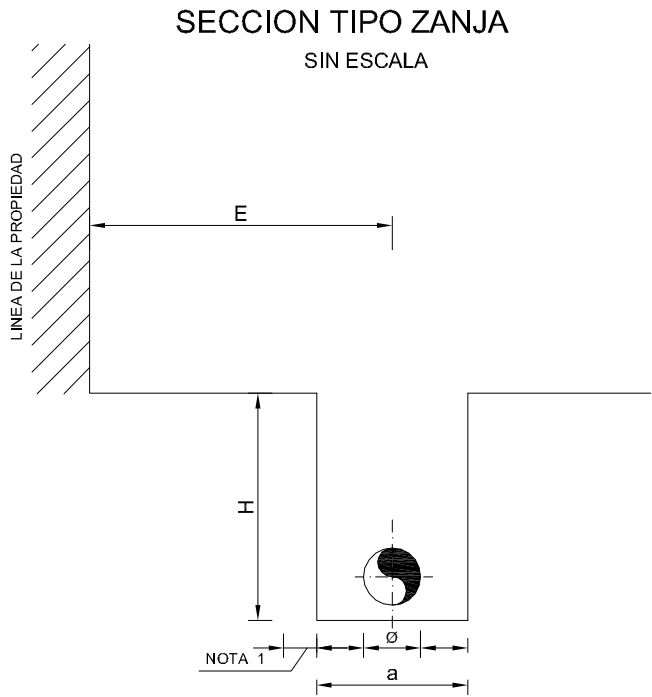 SECCION TIPO ZANJA
SIN ESCALA
LINEA DE LA PROPIEDAD
E
H
Ø
NOTA 1
a